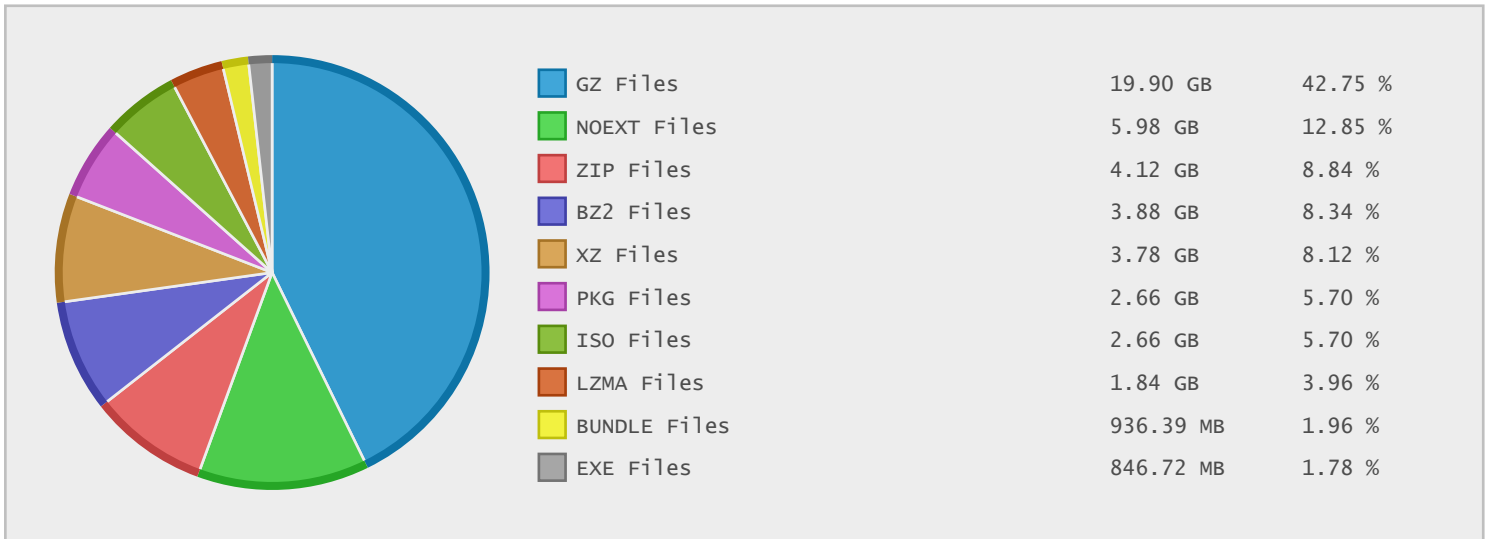 GZ Files 19.90 GB 42.75 %
NOEXT Files 5.98 GB 12.85 %
ZIP Files 4.12 GB 8.84 %
BZ2 Files 3.88 GB 8.34 %
XZ Files 3.78 GB 8.12 %
PKG Files 2.66 GB 5.70 %
ISO Files 2.66 GB 5.70 %
LZMA Files 1.84 GB 3.96 %
BUNDLE Files 936.39 MB 1.96 %
EXE Files 846.72 MB 1.78 %